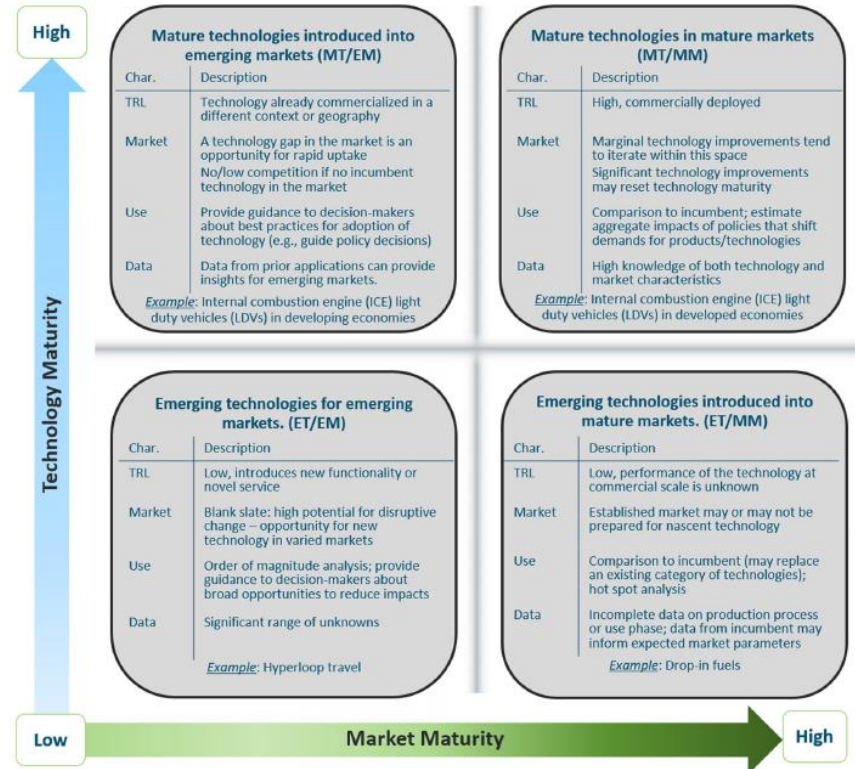 High
Mature technologies introduced into
emerging markets (MT/EM)
Char. Description
TRL Technology already commercialized in a
different context or geography
Market A technology gap in the market is an
opportunity for rapid uptake
No/low competition if no incumbent
technology in the market
Use Provide guidance to decision-makers
about best practices for adoption of
technology (e.g., guide policy decisions)
Data Data from prior applications can provide
insights for emerging markets.
Example: Internal combustion engine (ICE) light
duty vehicles (LDVs) in developing economies
Mature technologies in mature markets
(MT/MM)
Char. Description
TRL High, commercially deployed
Market Marginal technology improvements tend
to iterate within this space
Significant technology improvements
may reset technology maturity
Use Comparison to incumbent; estimate
aggregate impacts of policies that shift
demands for products/technologies
Data High knowledge of both technology and
market characteristics
Example: Internal combustion engine (ICE) light
duty vehicles (LDVs) in developed economies
Technology Maturity
Emerging technologies for emerging
markets. (ET/EM)
Char. Description
TRL Low, introduces new functionality or
novel service
Market Blank slate: high potential for disruptive
change – opportunity for new
technology in varied markets
Use Order of magnitude analysis; provide
guidance to decision-makers about
broad opportunities to reduce impacts
Data Significant range of unknowns
Example: Hyperloop travel
Emerging technologies introduced into
mature markets. (ET/MM)
Char. Description
TRL Low, performance of the technology at
commercial scale is unknown
Market Established market may or may not be
prepared for nascent technology
Use Comparison to incumbent (may replace
an existing category of technologies);
hot spot analysis
Data Incomplete data on production process
or use phase; data from incumbent may
inform expected market parameters
Example: Drop-in fuels
Low
Market Maturity
High